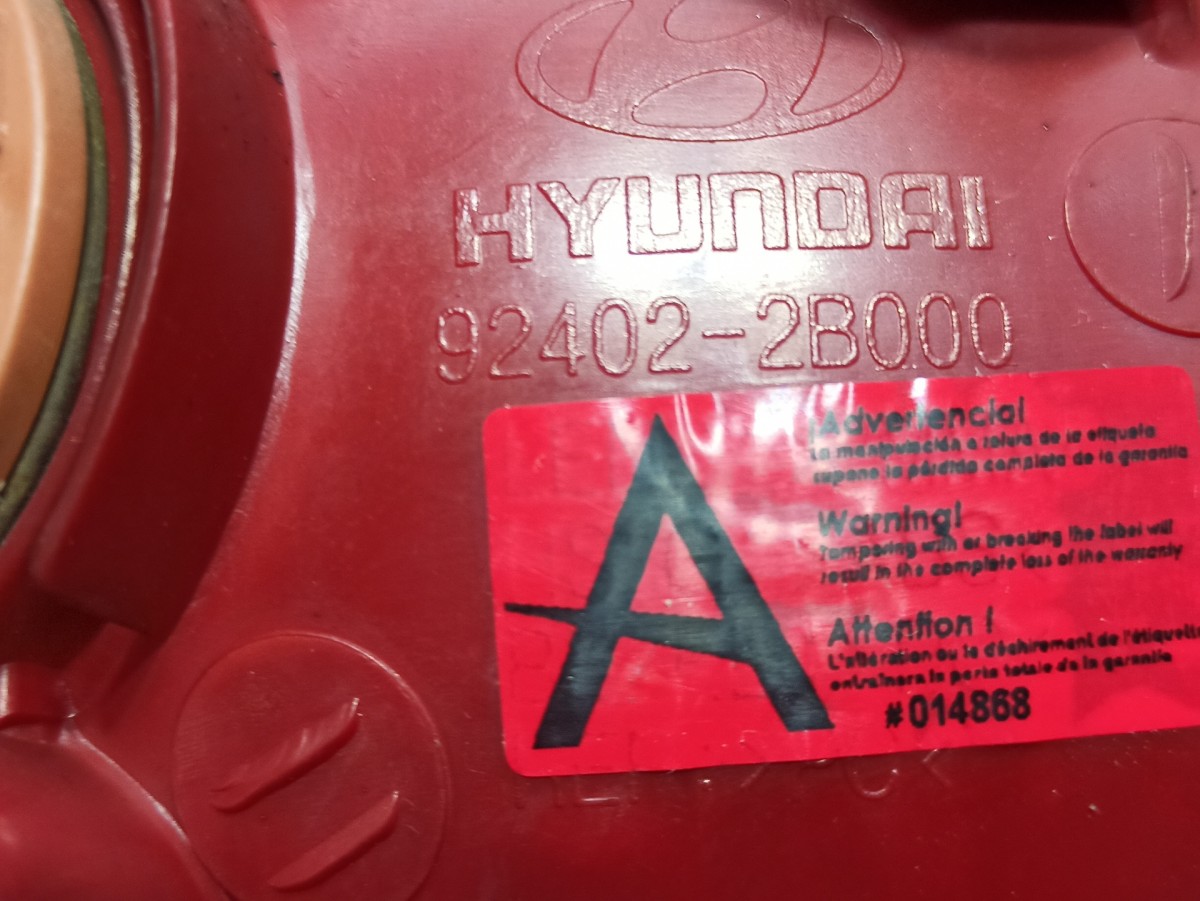 HYUNDAI
92402-2B000
¡Advertencia!
La manipulación o rotura de la etiqueta
supone la pérdida completa de la garantía
Warning!
Tampering with or breaking the label will
result in the complete loss of the warranty
Attention !
L'altération ou le déchirement de l'étiquette
entraînera la perte totale de la garantie
#014868
A